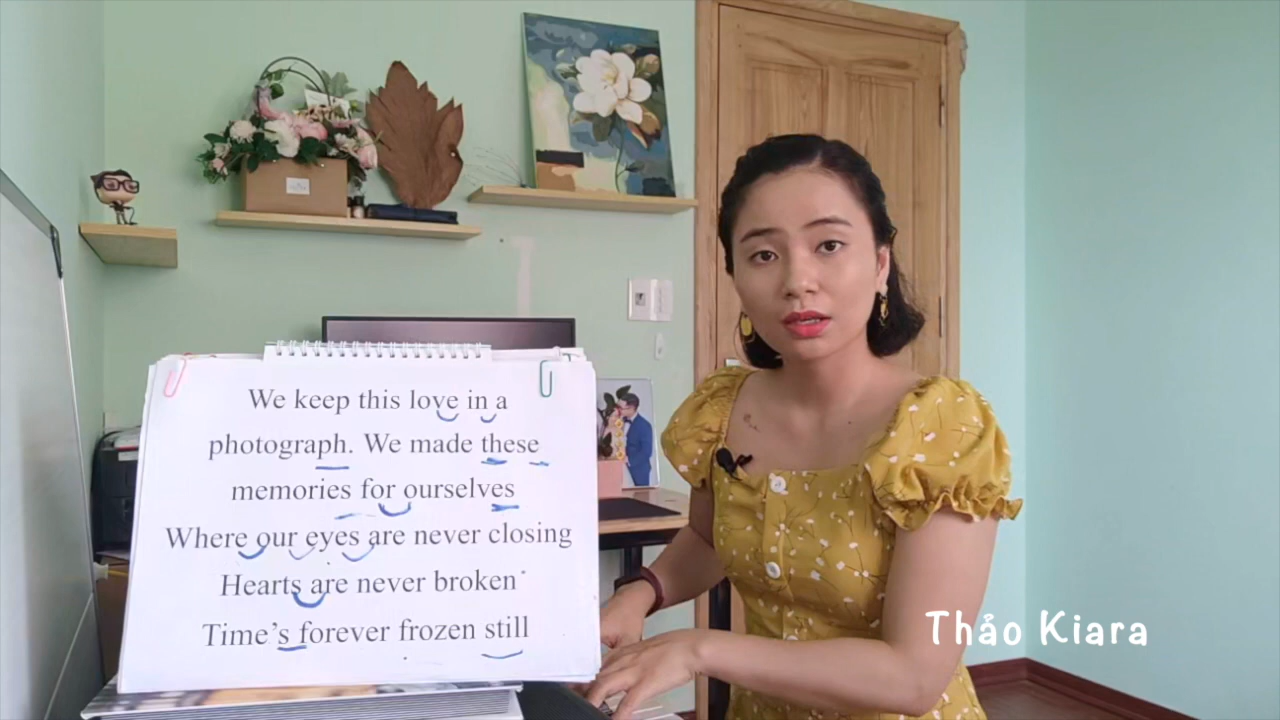 We keep this love in a
photograph. We made these
memories for ourselves
Where our eyes are never closing
Hearts are never broken
Time's forever frozen still
Thảo Kiara